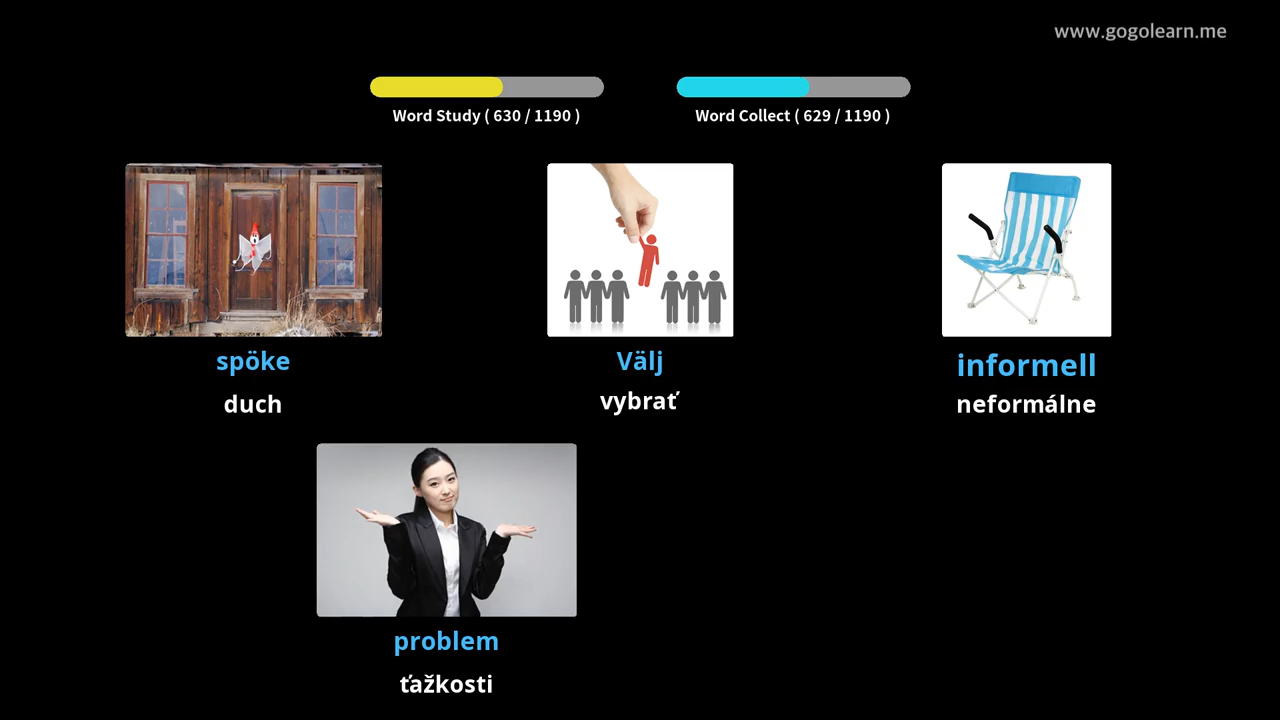 www.gogolearn.me
Word Study ( 630 / 1190 )
Word Collect ( 629 / 1190 )
spöke
duch
Välj
vybrať
informell
neformálne
problem
ťažkosti